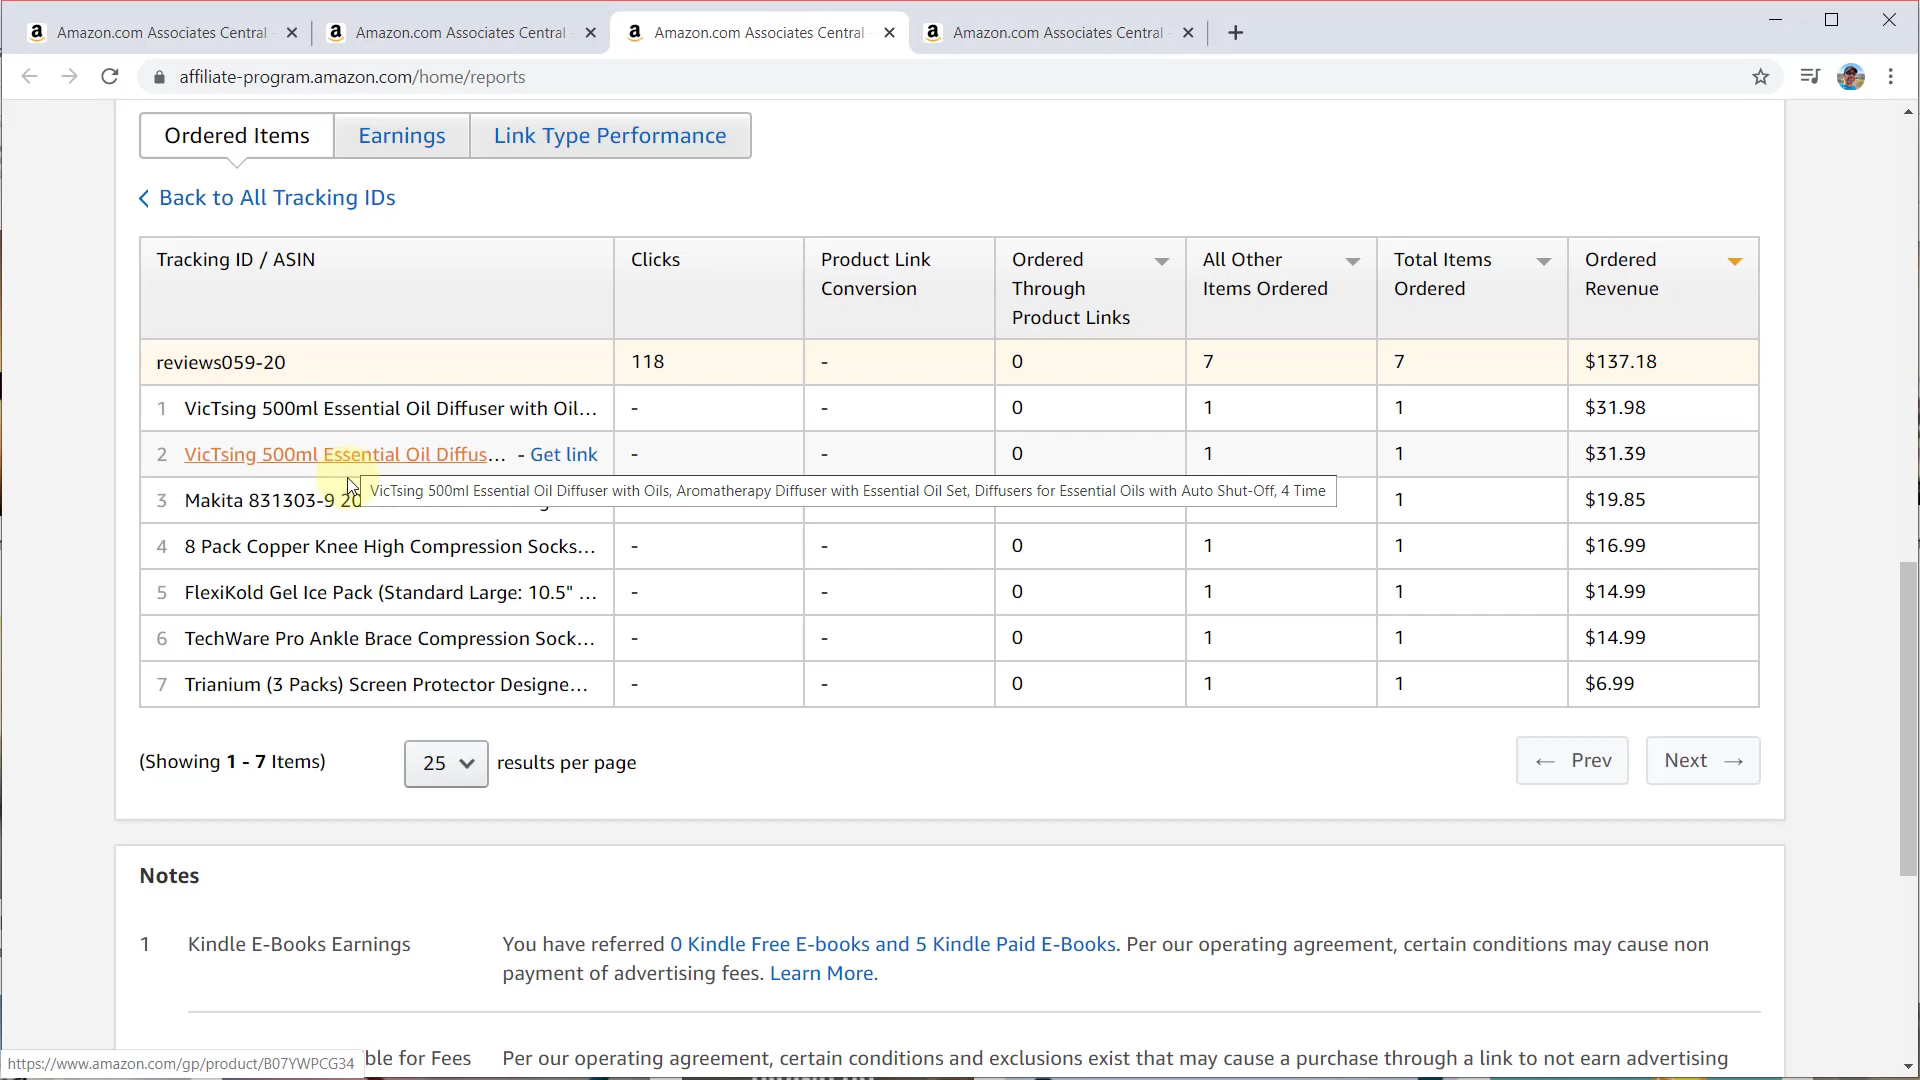 Amazon.com Associates Central
Amazon.com Associates Central
Amazon.com Associates Central
Amazon.com Associates Central
affiliate-program.amazon.com/home/reports
Ordered Items
Earnings
Link Type Performance
Back to All Tracking IDs
Tracking ID / ASIN
Clicks
Product Link
Conversion
Ordered
Through
Product Links
All Other
Items Ordered
Total Items
Ordered
Ordered
Revenue
reviews059-20 118 - 0 7 7 $137.18
1 VicTsing 500ml Essential Oil Diffuser with Oil... - - 0 1 1 $31.98
2 VicTsing 500ml Essential Oil Diffus... - Get link - - 0 1 1 $31.39
VicTsing 500ml Essential Oil Diffuser with Oils, Aromatherapy Diffuser with Essential Oil Set, Diffusers for Essential Oils with Auto Shut-Off, 4 Time
3 Makita 831303-9 20 1 $19.85
4 8 Pack Copper Knee High Compression Socks... - - 0 1 1 $16.99
5 FlexiKold Gel Ice Pack (Standard Large: 10.5" ... - - 0 1 1 $14.99
6 TechWare Pro Ankle Brace Compression Sock... - - 0 1 1 $14.99
7 Trianium (3 Packs) Screen Protector Designe... - - 0 1 1 $6.99
(Showing 1 - 7 Items)
25 results per page
← Prev
Next →
Notes
1 Kindle E-Books Earnings
You have referred 0 Kindle Free E-books and 5 Kindle Paid E-Books. Per our operating agreement, certain conditions may cause non
payment of advertising fees. Learn More.
ble for Fees
Per our operating agreement, certain conditions and exclusions exist that may cause a purchase through a link to not earn advertising
https://www.amazon.com/gp/product/B07YWPCG34